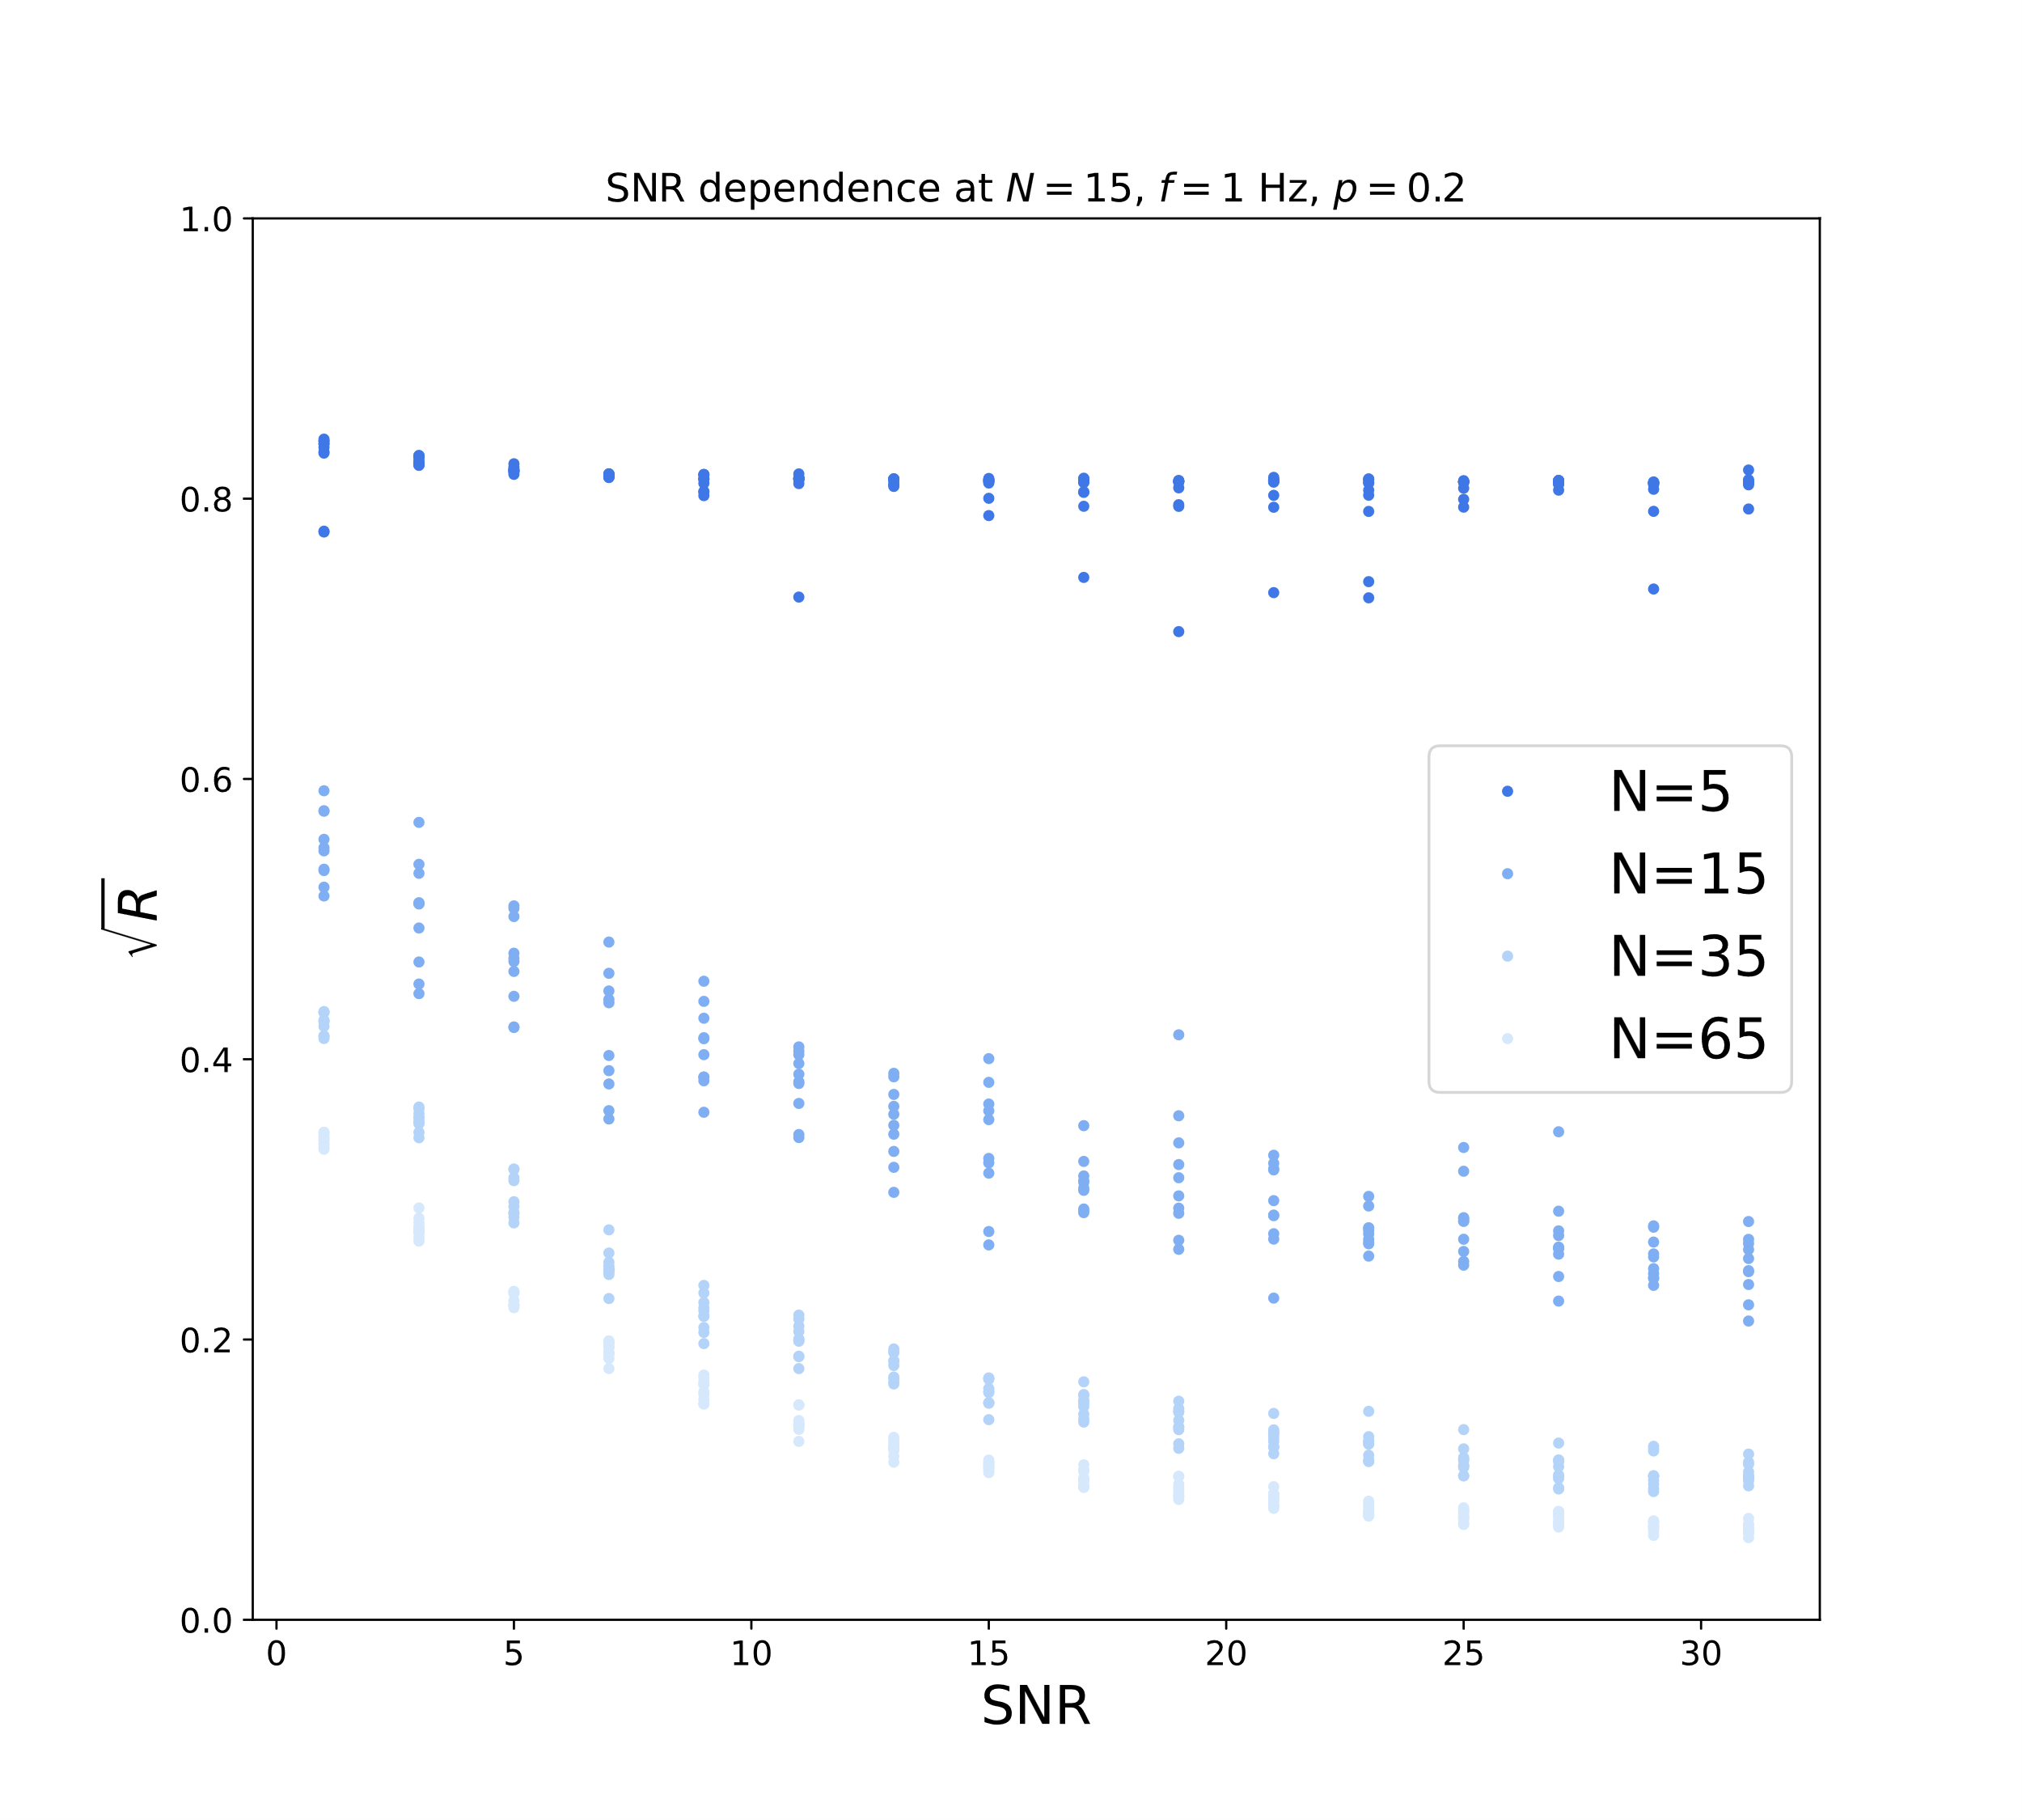 SNR dependence at N = 15, f = 1 Hz, p = 0.2
1.0
0.8
0.6
0.4
0.2
0.0
√R
N=5
N=15
N=35
N=65
0 5 10 15 20 25 30
SNR